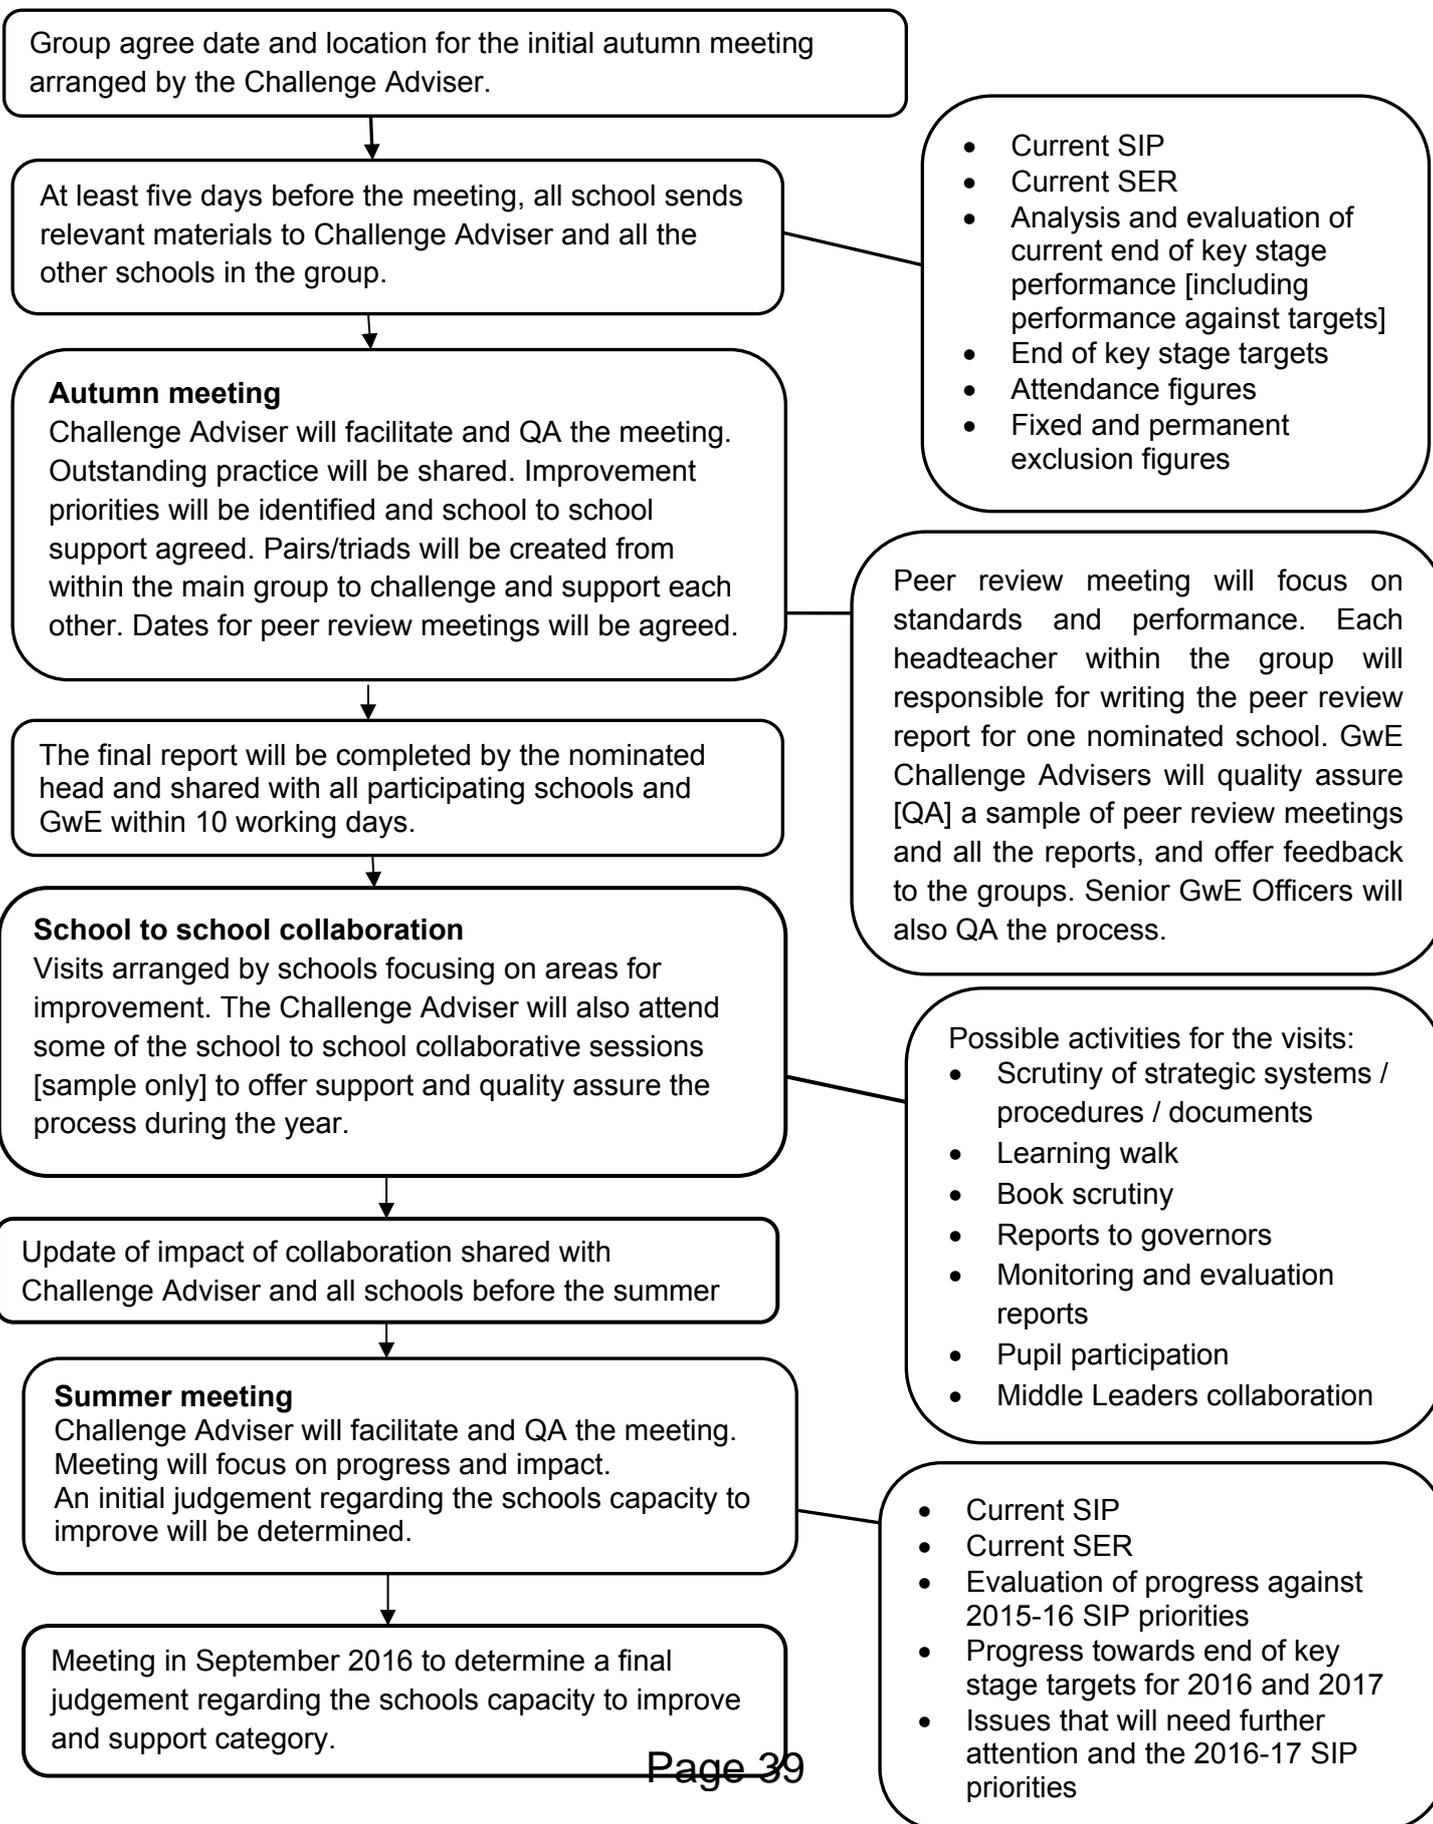 Group agree date and location for the initial autumn meeting
arranged by the Challenge Adviser.
At least five days before the meeting, all school sends
relevant materials to Challenge Adviser and all the
other schools in the group.
• Current SIP
• Current SER
• Analysis and evaluation of
current end of key stage
performance [including
performance against targets]
• End of key stage targets
• Attendance figures
• Fixed and permanent
exclusion figures
Autumn meeting
Challenge Adviser will facilitate and QA the meeting.
Outstanding practice will be shared. Improvement
priorities will be identified and school to school
support agreed. Pairs/triads will be created from
within the main group to challenge and support each
other. Dates for peer review meetings will be agreed.
Peer review meeting will focus on
standards and performance. Each
headteacher within the group will
responsible for writing the peer review
report for one nominated school. GwE
Challenge Advisers will quality assure
[QA] a sample of peer review meetings
and all the reports, and offer feedback
to the groups. Senior GwE Officers will
also QA the process.
The final report will be completed by the nominated
head and shared with all participating schools and
GwE within 10 working days.
School to school collaboration
Visits arranged by schools focusing on areas for
improvement. The Challenge Adviser will also attend
some of the school to school collaborative sessions
[sample only] to offer support and quality assure the
process during the year.
Possible activities for the visits:
• Scrutiny of strategic systems /
procedures / documents
• Learning walk
• Book scrutiny
• Reports to governors
• Monitoring and evaluation
reports
• Pupil participation
• Middle Leaders collaboration
Update of impact of collaboration shared with
Challenge Adviser and all schools before the summer
Summer meeting
Challenge Adviser will facilitate and QA the meeting.
Meeting will focus on progress and impact.
An initial judgement regarding the schools capacity to
improve will be determined.
• Current SIP
• Current SER
• Evaluation of progress against
2015-16 SIP priorities
• Progress towards end of key
stage targets for 2016 and 2017
• Issues that will need further
attention and the 2016-17 SIP
priorities
Meeting in September 2016 to determine a final
judgement regarding the schools capacity to improve
and support category.
Page 39